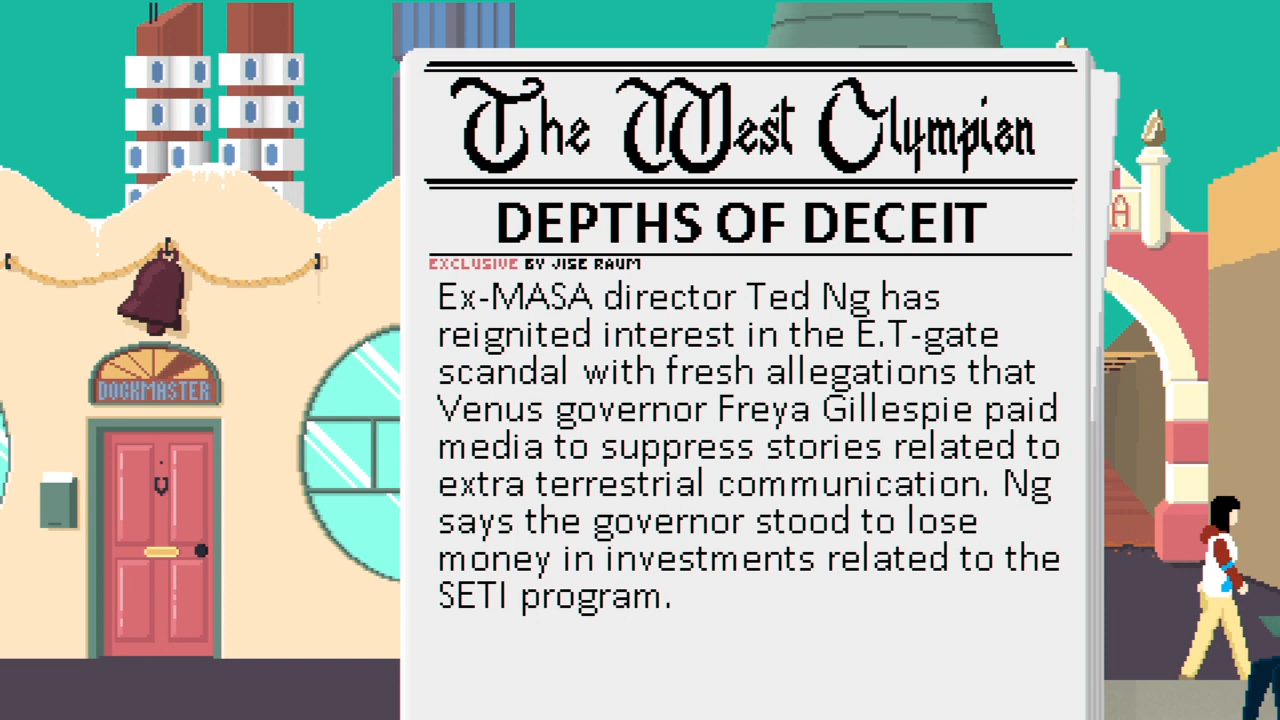 The West Olympian
DEPTHS OF DECEIT
EXCLUSIVE BY JISE RAUM
Ex-MASA director Ted Ng has
reignited interest in the E.T-gate
scandal with fresh allegations that
Venus governor Freya Gillespie paid
media to suppress stories related to
extra terrestrial communication. Ng
says the governor stood to lose
money in investments related to the
SETI program.
DOCKMASTER
A